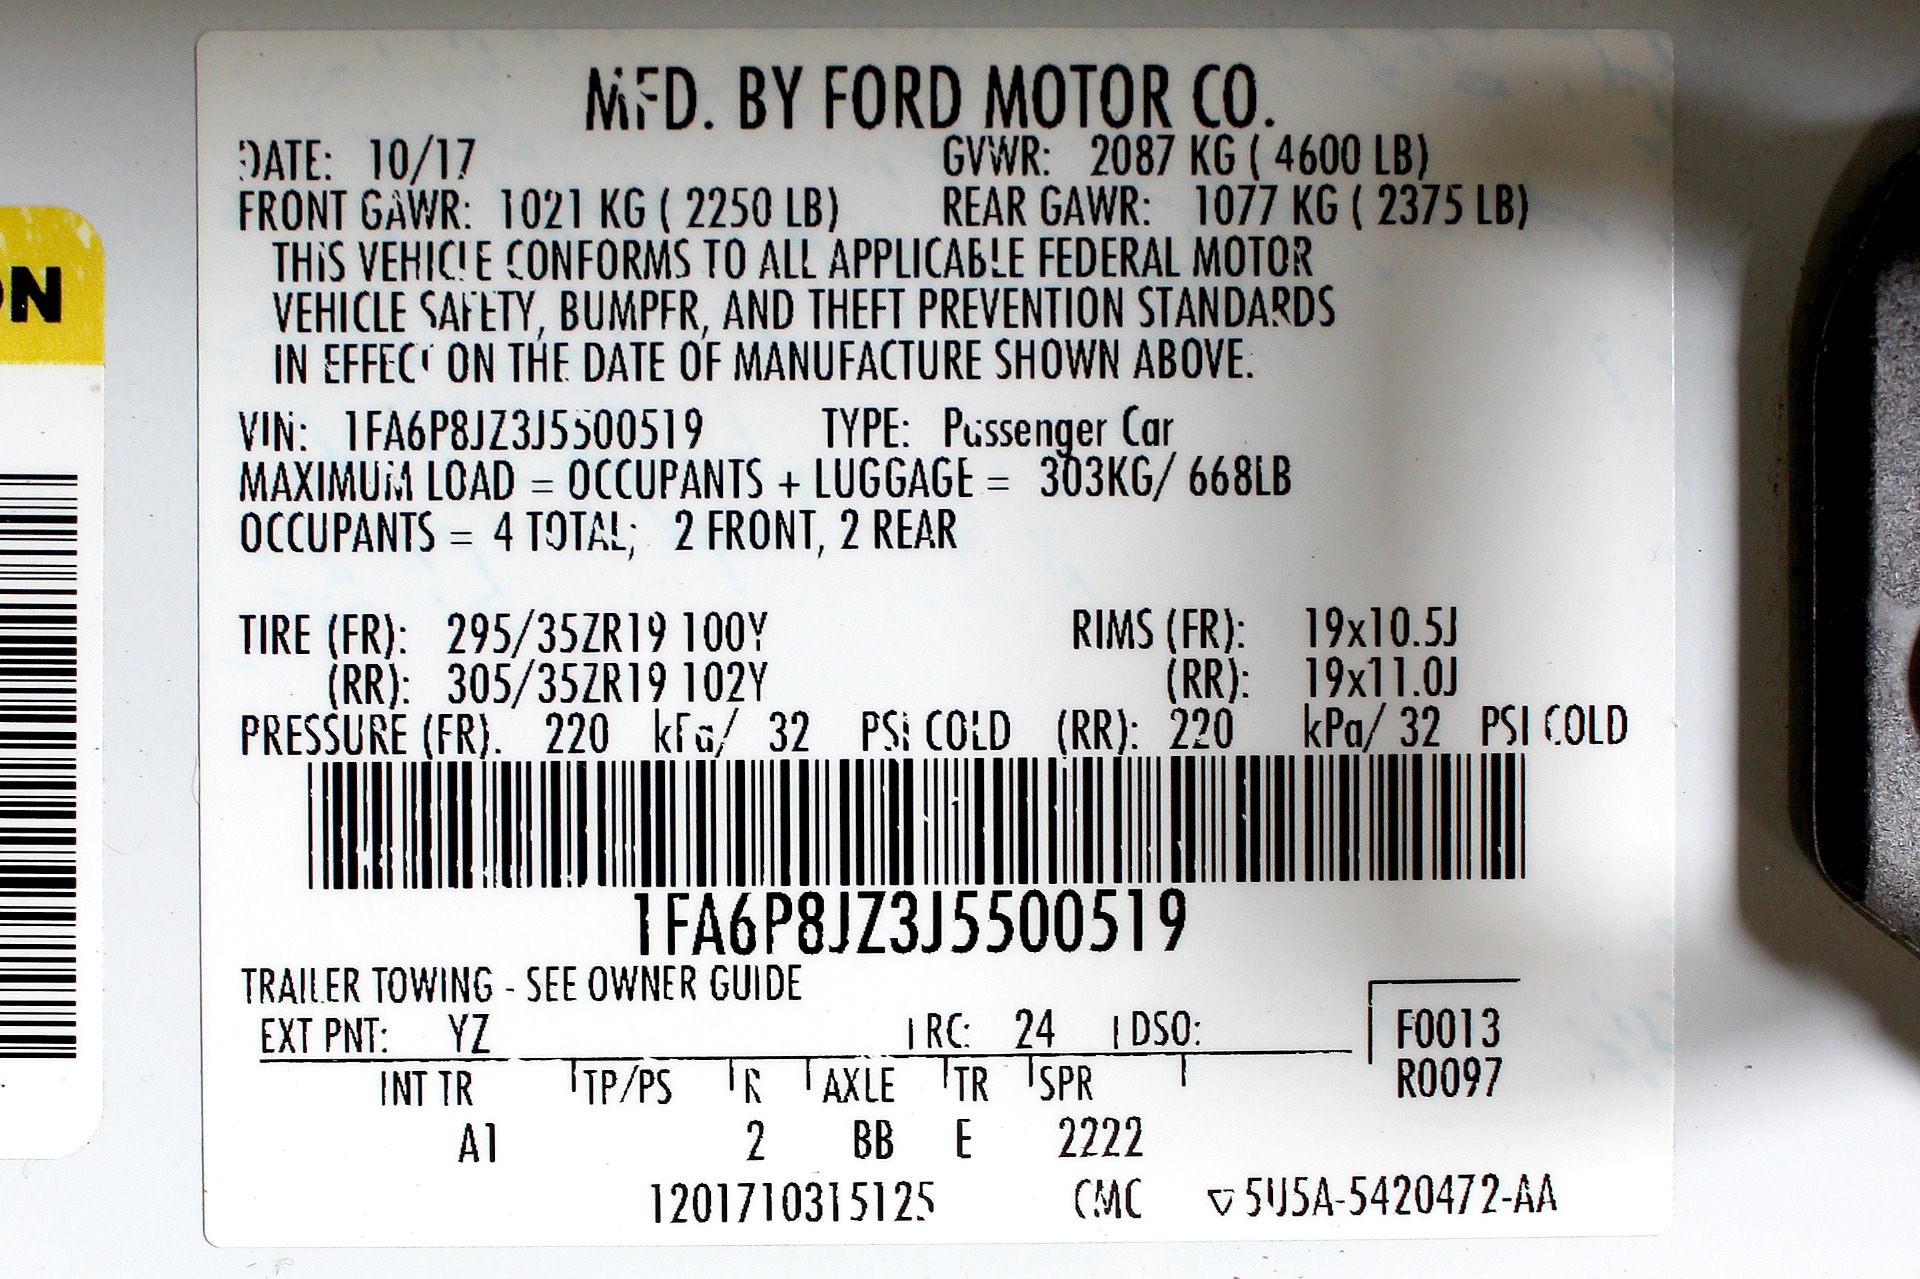 ON
MFD. BY FORD MOTOR CO.
DATE: 10/17 GVWR: 2087 KG ( 4600 LB)
FRONT GAWR: 1021 KG ( 2250 LB) REAR GAWR: 1077 KG ( 2375 LB)
THIS VEHICLE CONFORMS TO ALL APPLICABLE FEDERAL MOTOR
VEHICLE SAFETY, BUMPER, AND THEFT PREVENTION STANDARDS
IN EFFECT ON THE DATE OF MANUFACTURE SHOWN ABOVE.
VIN: 1FA6P8JZ3J5500519 TYPE: Passenger Car
MAXIMUM LOAD = OCCUPANTS + LUGGAGE = 303KG/ 668LB
OCCUPANTS = 4 TOTAL; 2 FRONT, 2 REAR
TIRE (FR): 295/35ZR19 100Y RIMS (FR): 19x10.5J
(RR): 305/35ZR19 102Y (RR): 19x11.0J
PRESSURE (FR): 220 kPa/ 32 PSI COLD (RR): 220 kPa/ 32 PSI COLD
1FA6P8JZ3J5500519
TRAILER TOWING - SEE OWNER GUIDE
EXT PNT: YZ RC: 24 DSO: F0013
INT TR TP/PS R AXLE TR SPR R0097
A1 2 BB E 2222
1201710315125 CMC ▽5U5A-5420472-AA